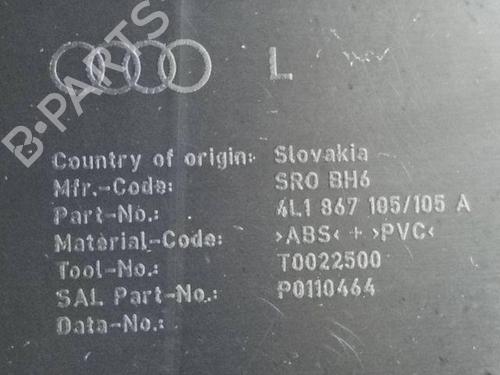 L
B-PARTS
Country of origin: Slovakia
Mfr.-Code: SRO BH6
Part-No.: 4L1 867 105/105 A
Material-Code: >ABS< + >PVC<
Tool-No.: T0022500
SAL Part-No.: P0110464
Data-No.: